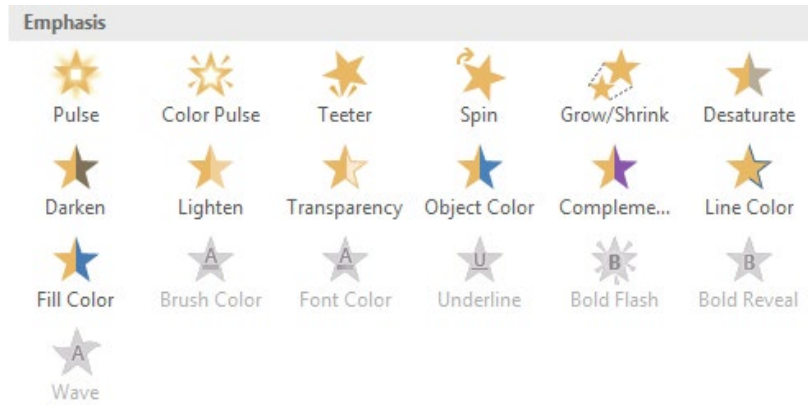 Emphasis
Pulse Color Pulse Teeter Spin Grow/Shrink Desaturate
Darken Lighten Transparency Object Color Compleme... Line Color
A A U B B
Fill Color Brush Color Font Color Underline Bold Flash Bold Reveal
A
Wave